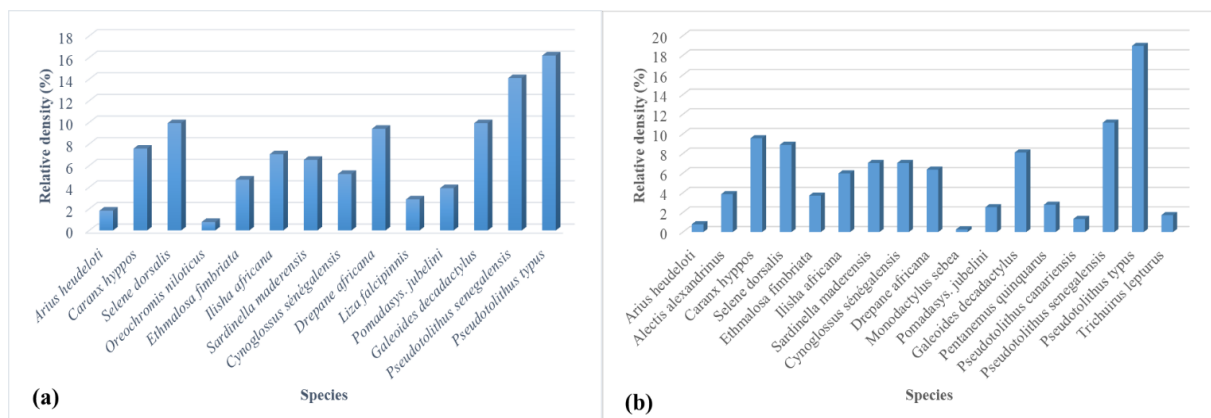 18
16
14
12
10
8
6
4
2
0
Relative density (%)
Arius heudeloti
Caranx hyppos
Selene dorsalis
Oreochromis niloticus
Ethmalosa fimbriata
Ilisha africana
Sardinella maderensis
Cynoglossus sénégalensis
Drepane africana
Liza falcipinnis
Pomadasys. jubelini
Galeoides decadactylus
Pseudotolithus senegalensis
Pseudotolithus typus
Species
(a)
20
18
16
14
12
10
8
6
4
2
0
Relative density (%)
Arius heudeloti
Alectis alexandrinus
Caranx hyppos
Selene dorsalis
Ethmalosa fimbriata
Ilisha africana
Sardinella maderensis
Cynoglossus sénégalensis
Drepane africana
Monodactylus sebea
Pomadasys. jubelini
Galeoides decadactylus
Pentanemus quinquarus
Pseudotolithus canariensis
Pseudotolithus senegalensis
Pseudotolithus typus
Trichuirus lepturus
Species
(b)